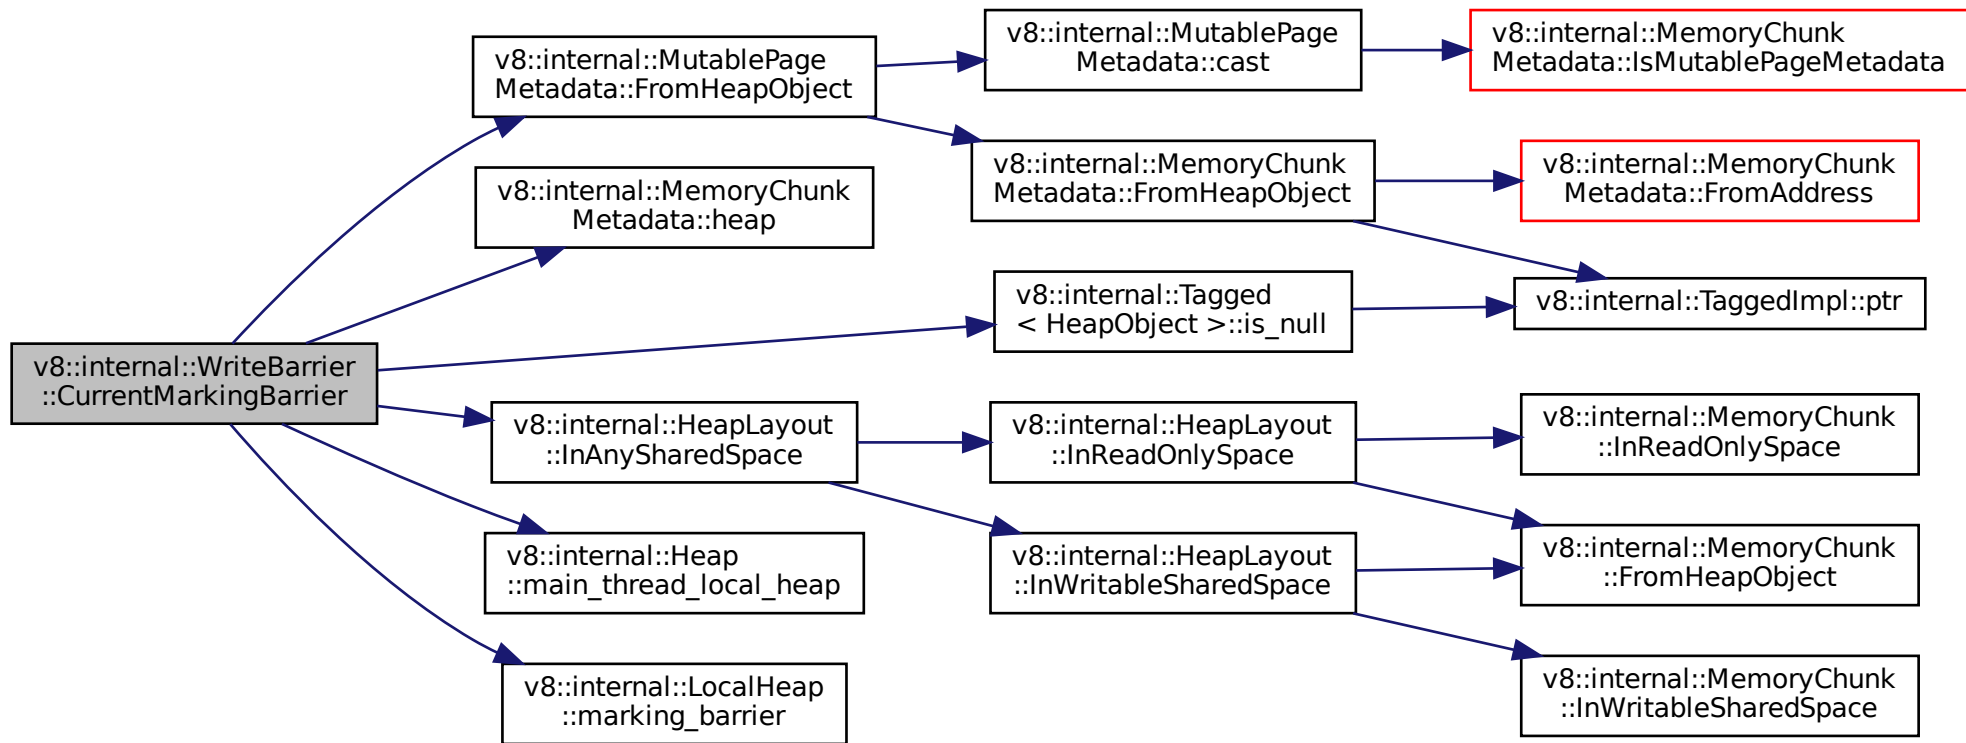 v8::internal::WriteBarrier
::CurrentMarkingBarrier
v8::internal::MutablePage
Metadata::FromHeapObject
v8::internal::MemoryChunk
Metadata::heap
v8::internal::HeapLayout
::InAnySharedSpace
v8::internal::Heap
::main_thread_local_heap
v8::internal::LocalHeap
::marking_barrier
v8::internal::MutablePage
Metadata::cast
v8::internal::MemoryChunk
Metadata::FromHeapObject
v8::internal::Tagged
< HeapObject >::is_null
v8::internal::HeapLayout
::InReadOnlySpace
v8::internal::HeapLayout
::InWritableSharedSpace
v8::internal::MemoryChunk
Metadata::IsMutablePageMetadata
v8::internal::MemoryChunk
Metadata::FromAddress
v8::internal::TaggedImpl::ptr
v8::internal::MemoryChunk
::InReadOnlySpace
v8::internal::MemoryChunk
::FromHeapObject
v8::internal::MemoryChunk
::InWritableSharedSpace